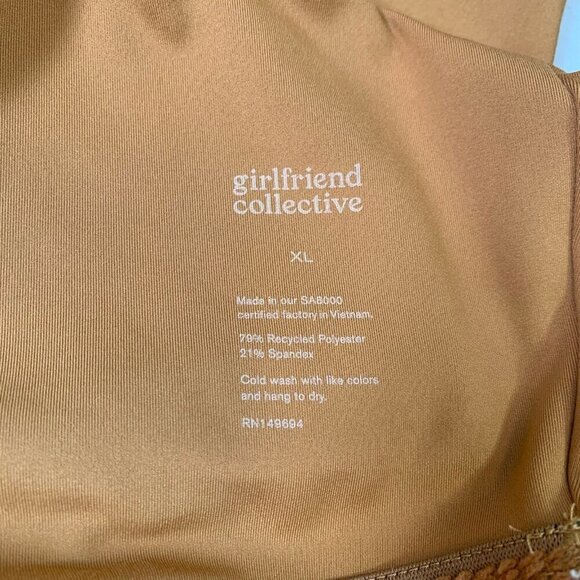 girlfriend
collective
XL
Made in our SA8000
certified factory in Vietnam.
79% Recycled Polyester
21% Spandex
Cold wash with like colors
and hang to dry.
RN149694